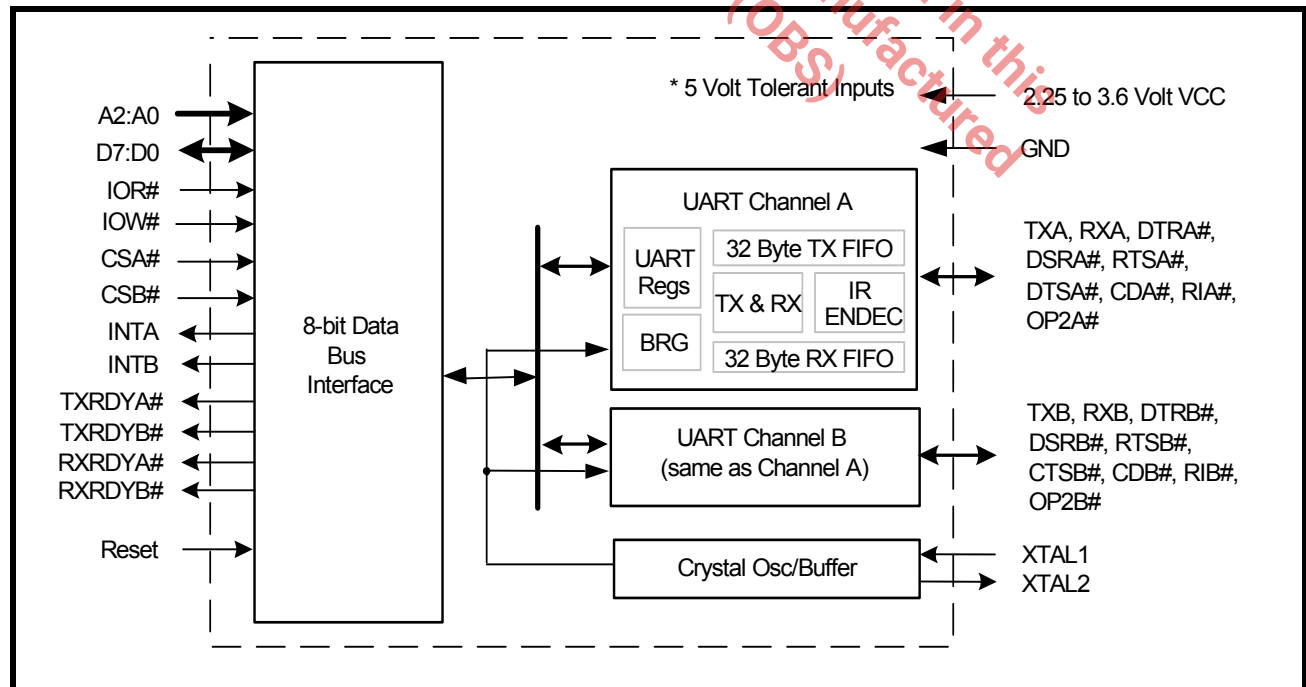 in this
nufactured
(OBS)
* 5 Volt Tolerant Inputs
2.25 to 3.6 Volt VCC
GND
A2:A0
D7:D0
IOR#
IOW#
CSA#
CSB#
INTA
INTB
TXRDYA#
TXRDYB#
RXRDYA#
RXRDYB#
Reset
8-bit Data
Bus
Interface
UART Channel A
UART
Regs
BRG
32 Byte TX FIFO
TX & RX
IR
ENDEC
32 Byte RX FIFO
TXA, RXA, DTRA#,
DSRA#, RTSA#,
DTSA#, CDA#, RIA#,
OP2A#
UART Channel B
(same as Channel A)
TXB, RXB, DTRB#,
DSRB#, RTSB#,
CTSB#, CDB#, RIB#,
OP2B#
Crystal Osc/Buffer
XTAL1
XTAL2